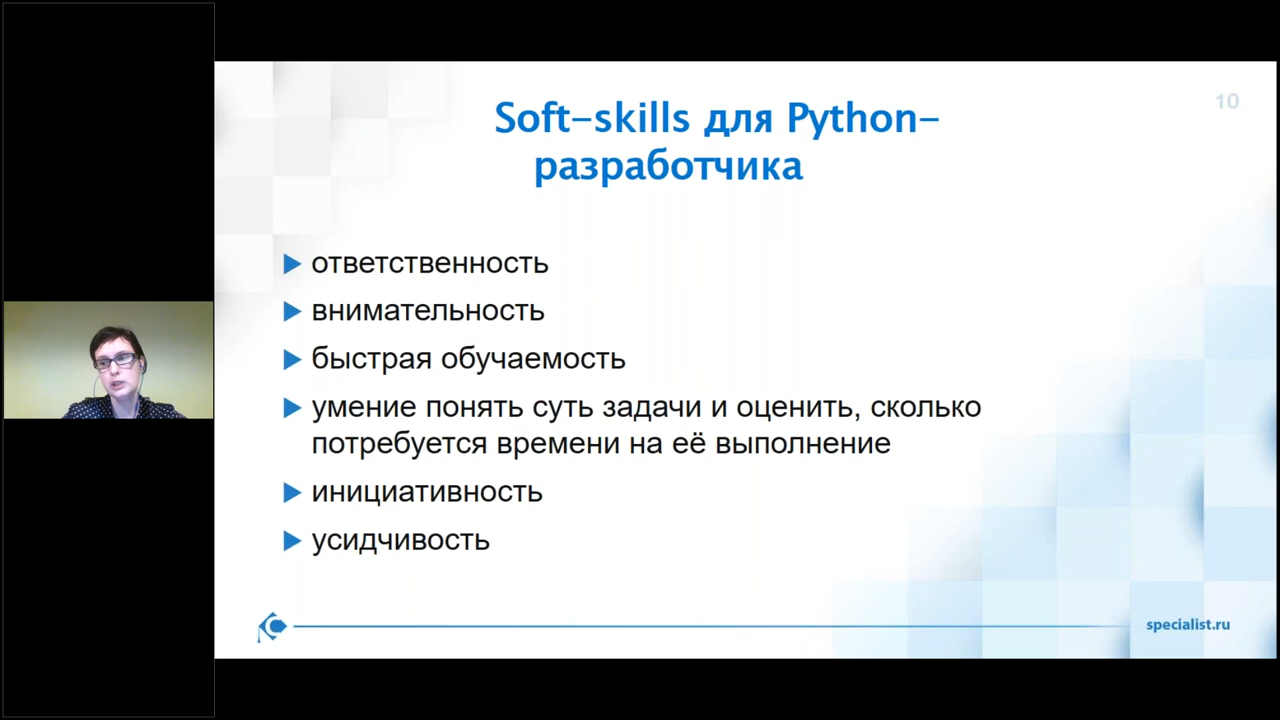 10
Soft-skills для Python-
разработчика
ответственность
внимательность
быстрая обучаемость
умение понять суть задачи и оценить, сколько
потребуется времени на её выполнение
инициативность
усидчивость
specialist.ru